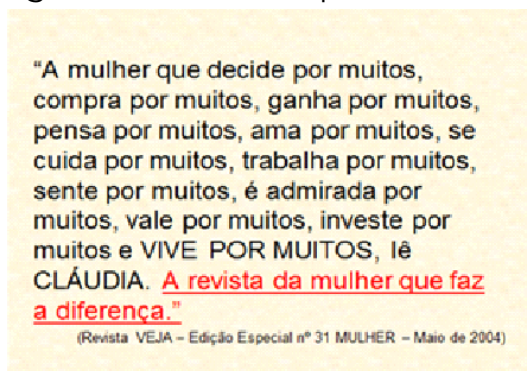 “A mulher que decide por muitos,
compra por muitos, ganha por muitos,
pensa por muitos, ama por muitos, se
cuida por muitos, trabalha por muitos,
sente por muitos, é admirada por
muitos, vale por muitos, investe por
muitos e VIVE POR MUITOS, lê
CLÁUDIA. A revista da mulher que faz
a diferença.”
(Revista VEJA – Edição Especial nº 31 MULHER – Maio de 2004)